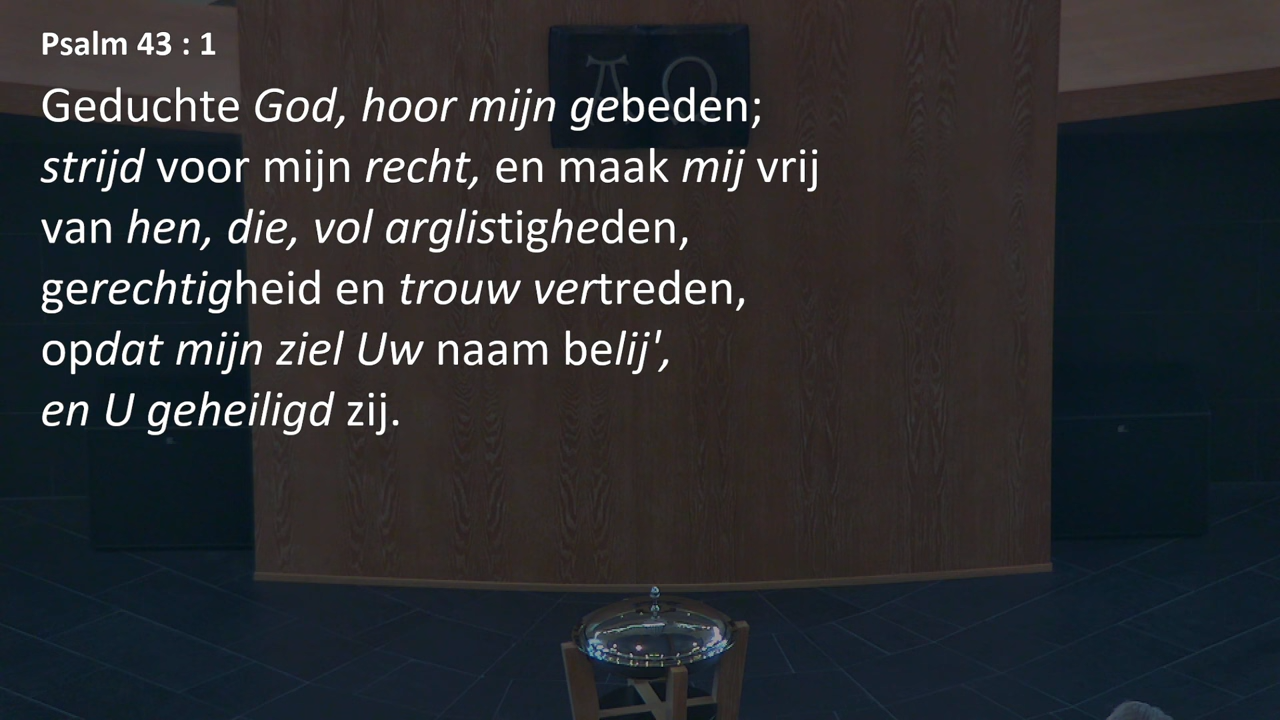 Psalm 43 : 1
Geduchte God, hoor mijn gebeden;
strijd voor mijn recht, en maak mij vrij
van hen, die, vol arglistigheden,
gerechtigheid en trouw vertreden,
opdat mijn ziel Uw naam belij',
en U geheiligd zij.
Α Ω